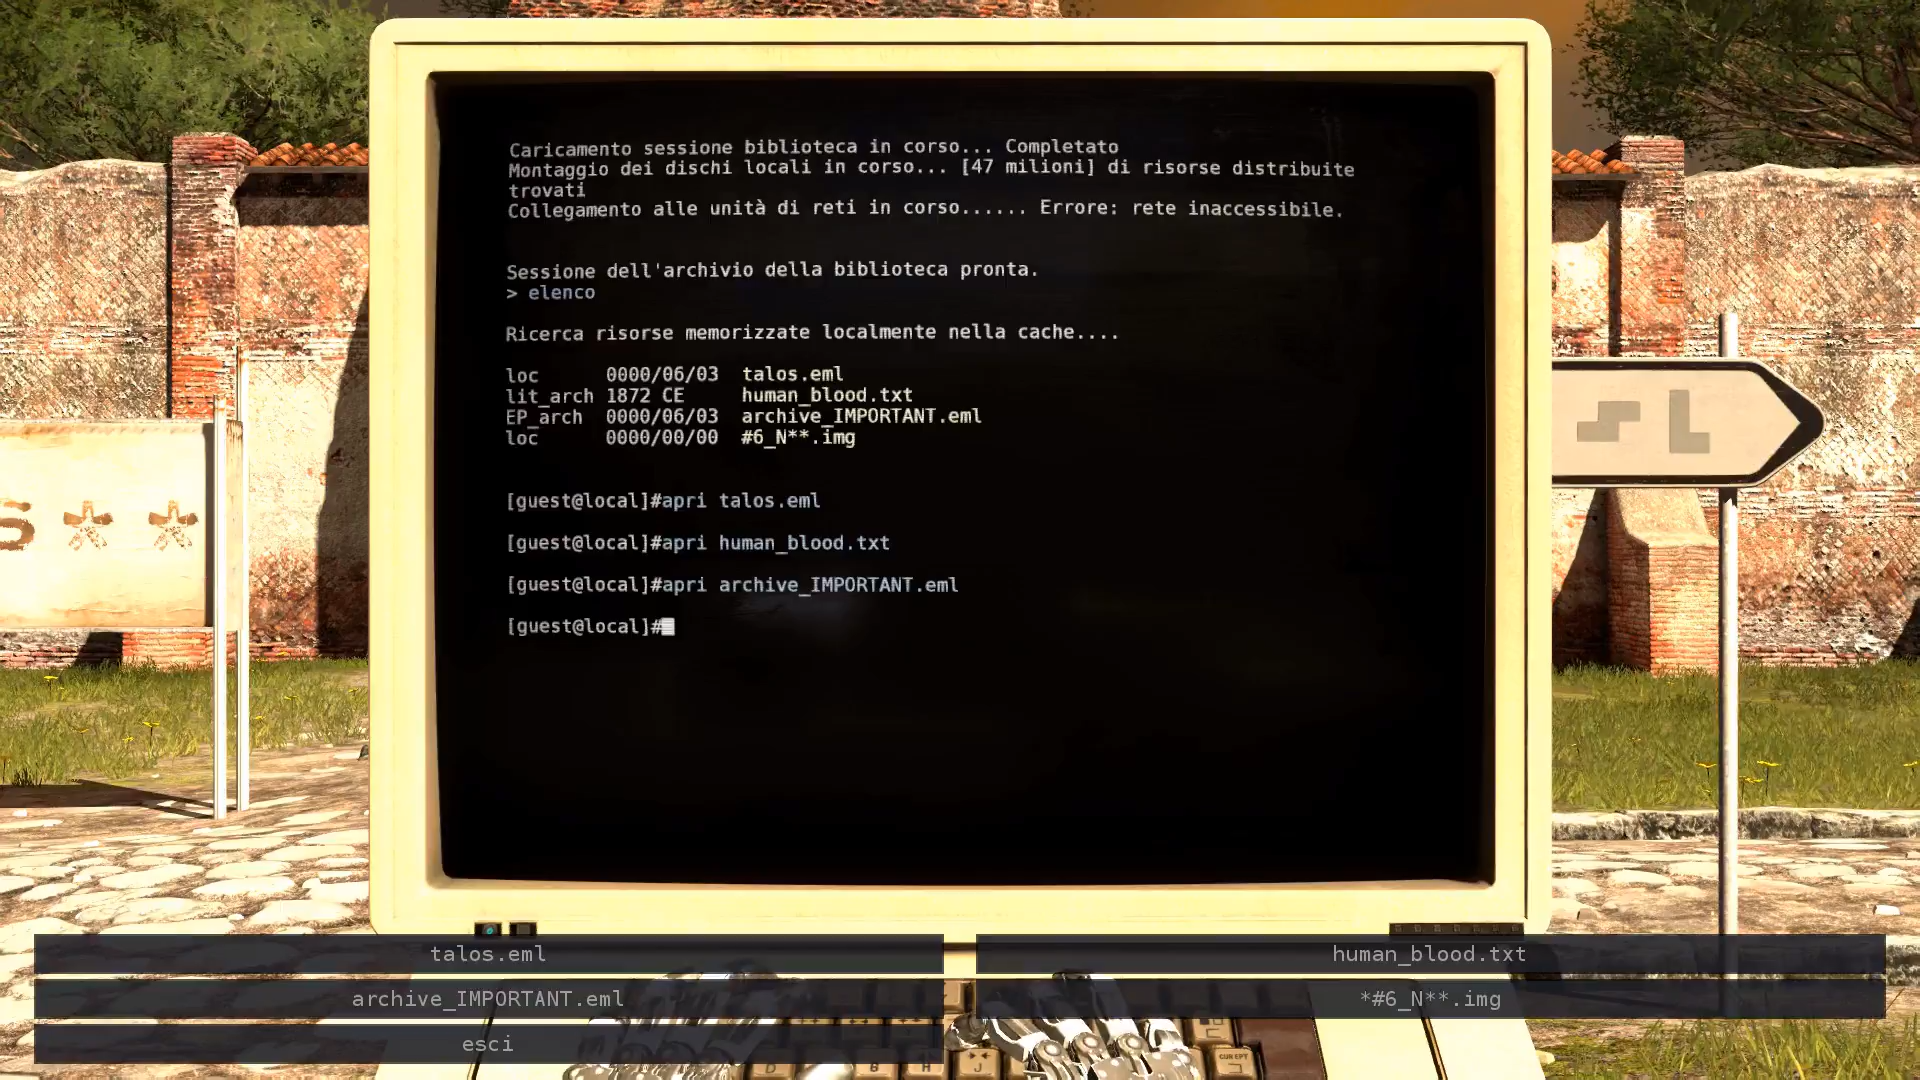 Caricamento sessione biblioteca in corso... Completato
Montaggio dei dischi locali in corso... [47 milioni] di risorse distribuite
trovati
Collegamento alle unità di reti in corso...... Errore: rete inaccessibile.
Sessione dell'archivio della biblioteca pronta.
> elenco
Ricerca risorse memorizzate localmente nella cache....
loc 0000/06/03 talos.eml
lit_arch 1872 CE human_blood.txt
EP_arch 0000/06/03 archive_IMPORTANT.eml
loc 0000/00/00 #6_N**.img
[guest@local]#apri talos.eml
[guest@local]#apri human_blood.txt
[guest@local]#apri archive_IMPORTANT.eml
[guest@local]#
talos.eml
human_blood.txt
archive_IMPORTANT.eml
*#6_N**.img
esci